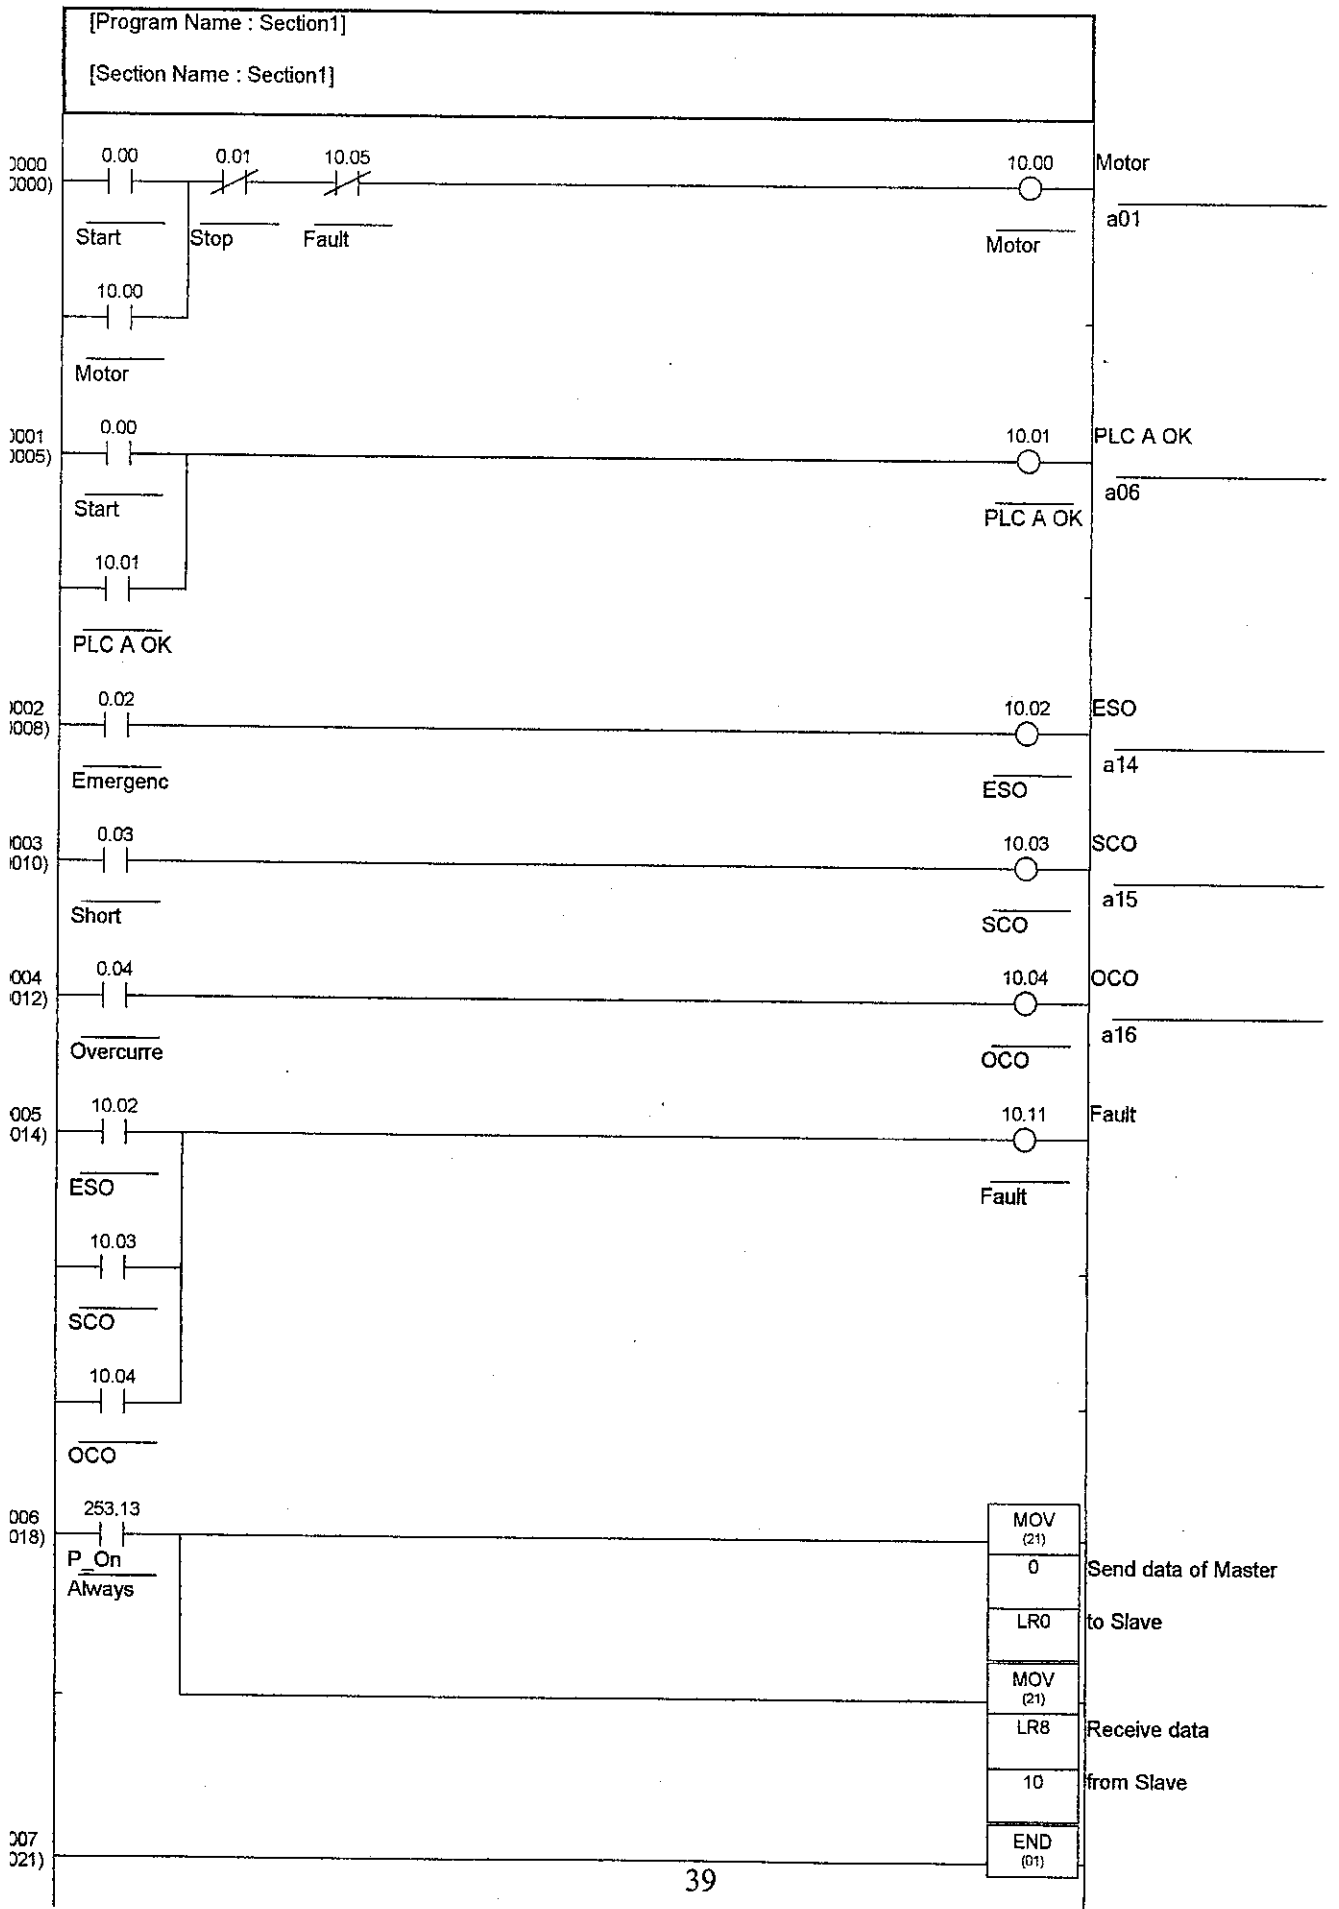 [Program Name : Section1]
[Section Name : Section1]
0000
0000)
0.00
0.01
10.05
10.00
Motor
Start
Stop
Fault
Motor
a01
10.00
Motor
0001
0005)
0.00
10.01
PLC A OK
Start
PLC A OK
a06
10.01
PLC A OK
0002
0008)
0.02
10.02
ESO
Emergenc
ESO
a14
003
010)
0.03
10.03
SCO
Short
SCO
a15
004
012)
0.04
10.04
OCO
Overcurre
OCO
a16
005
014)
10.02
10.11
Fault
ESO
Fault
10.03
SCO
10.04
OCO
006
018)
253.13
P_On
Always
MOV
(21)
0
Send data of Master
LR0
to Slave
MOV
(21)
LR8
Receive data
10
from Slave
007
021)
END
(01)
39